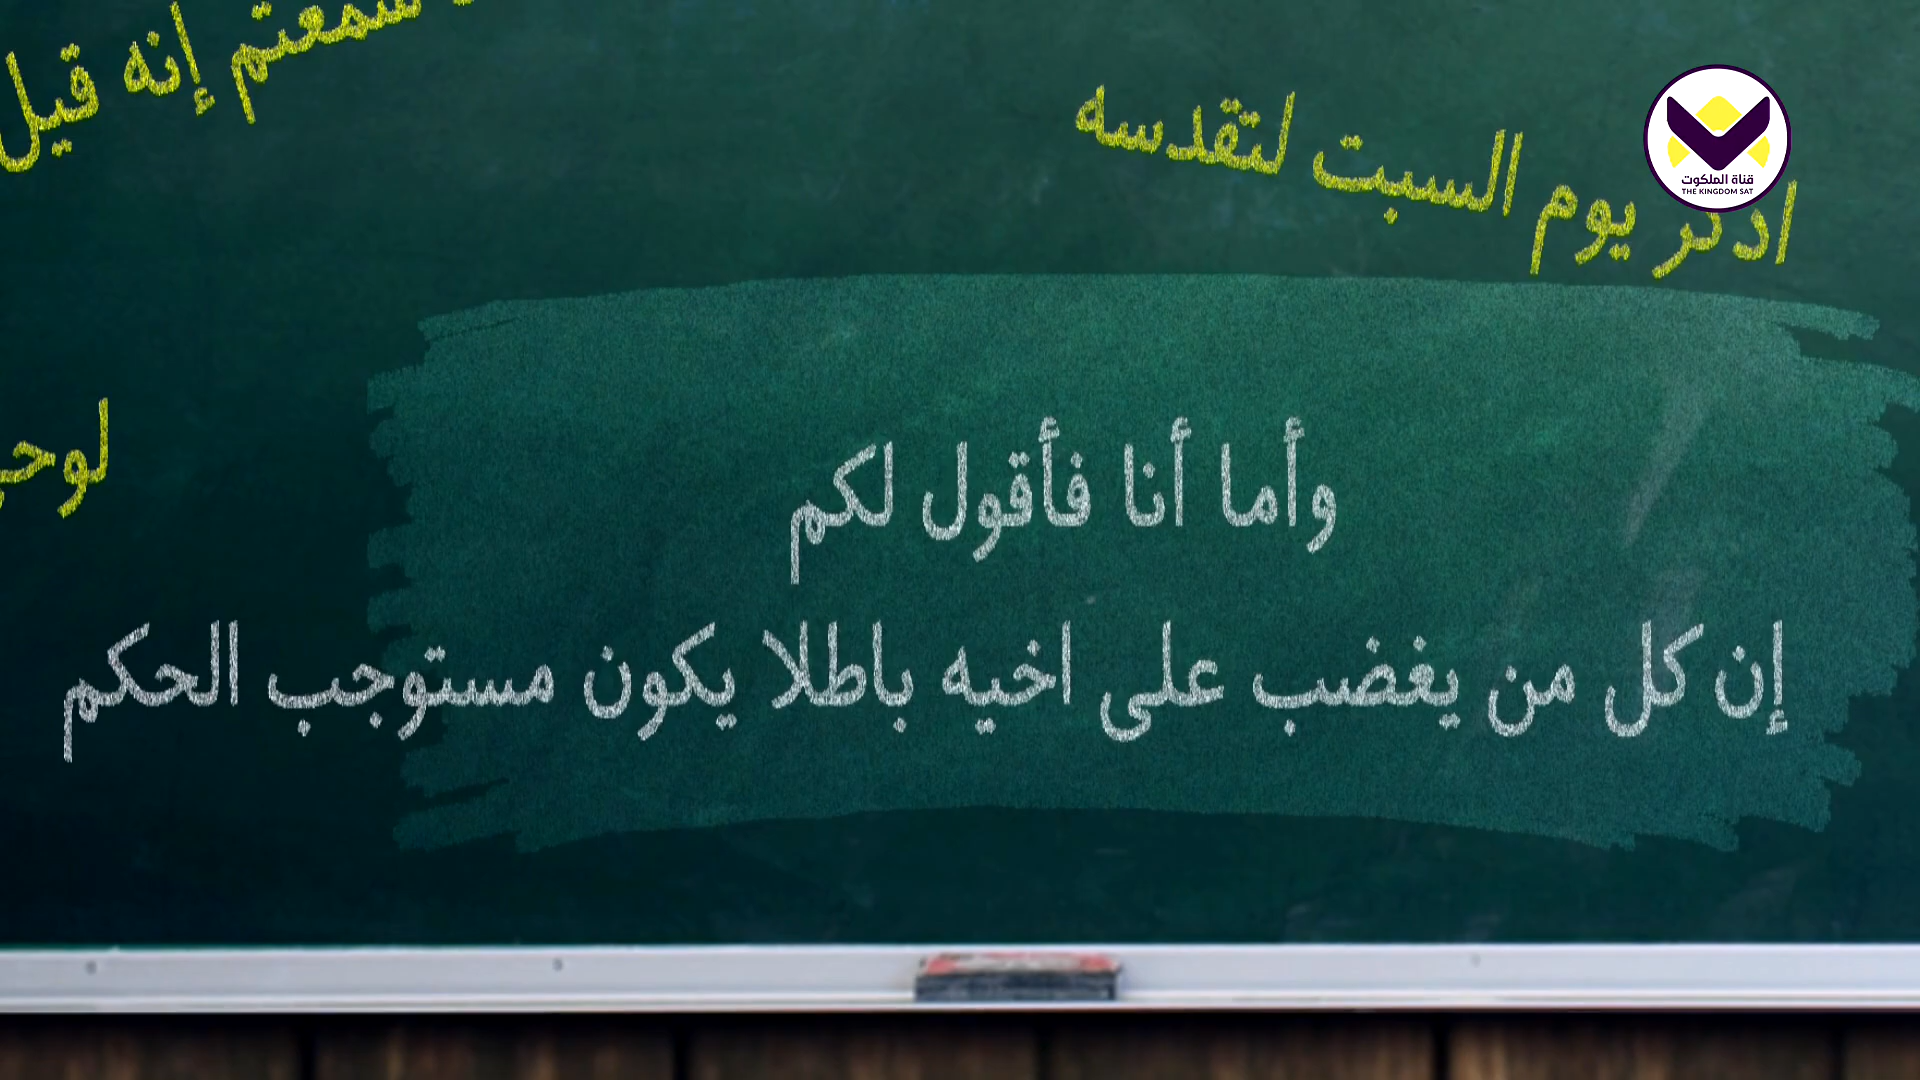 سمعتم إنه قيل
اذكر يوم السبت لتقدسه
قناة الملكوت
THE KINGDOM SAT
وأما أنا فأقول لكم
إن كل من يغضب على اخيه باطلا يكون مستوجب الحكم